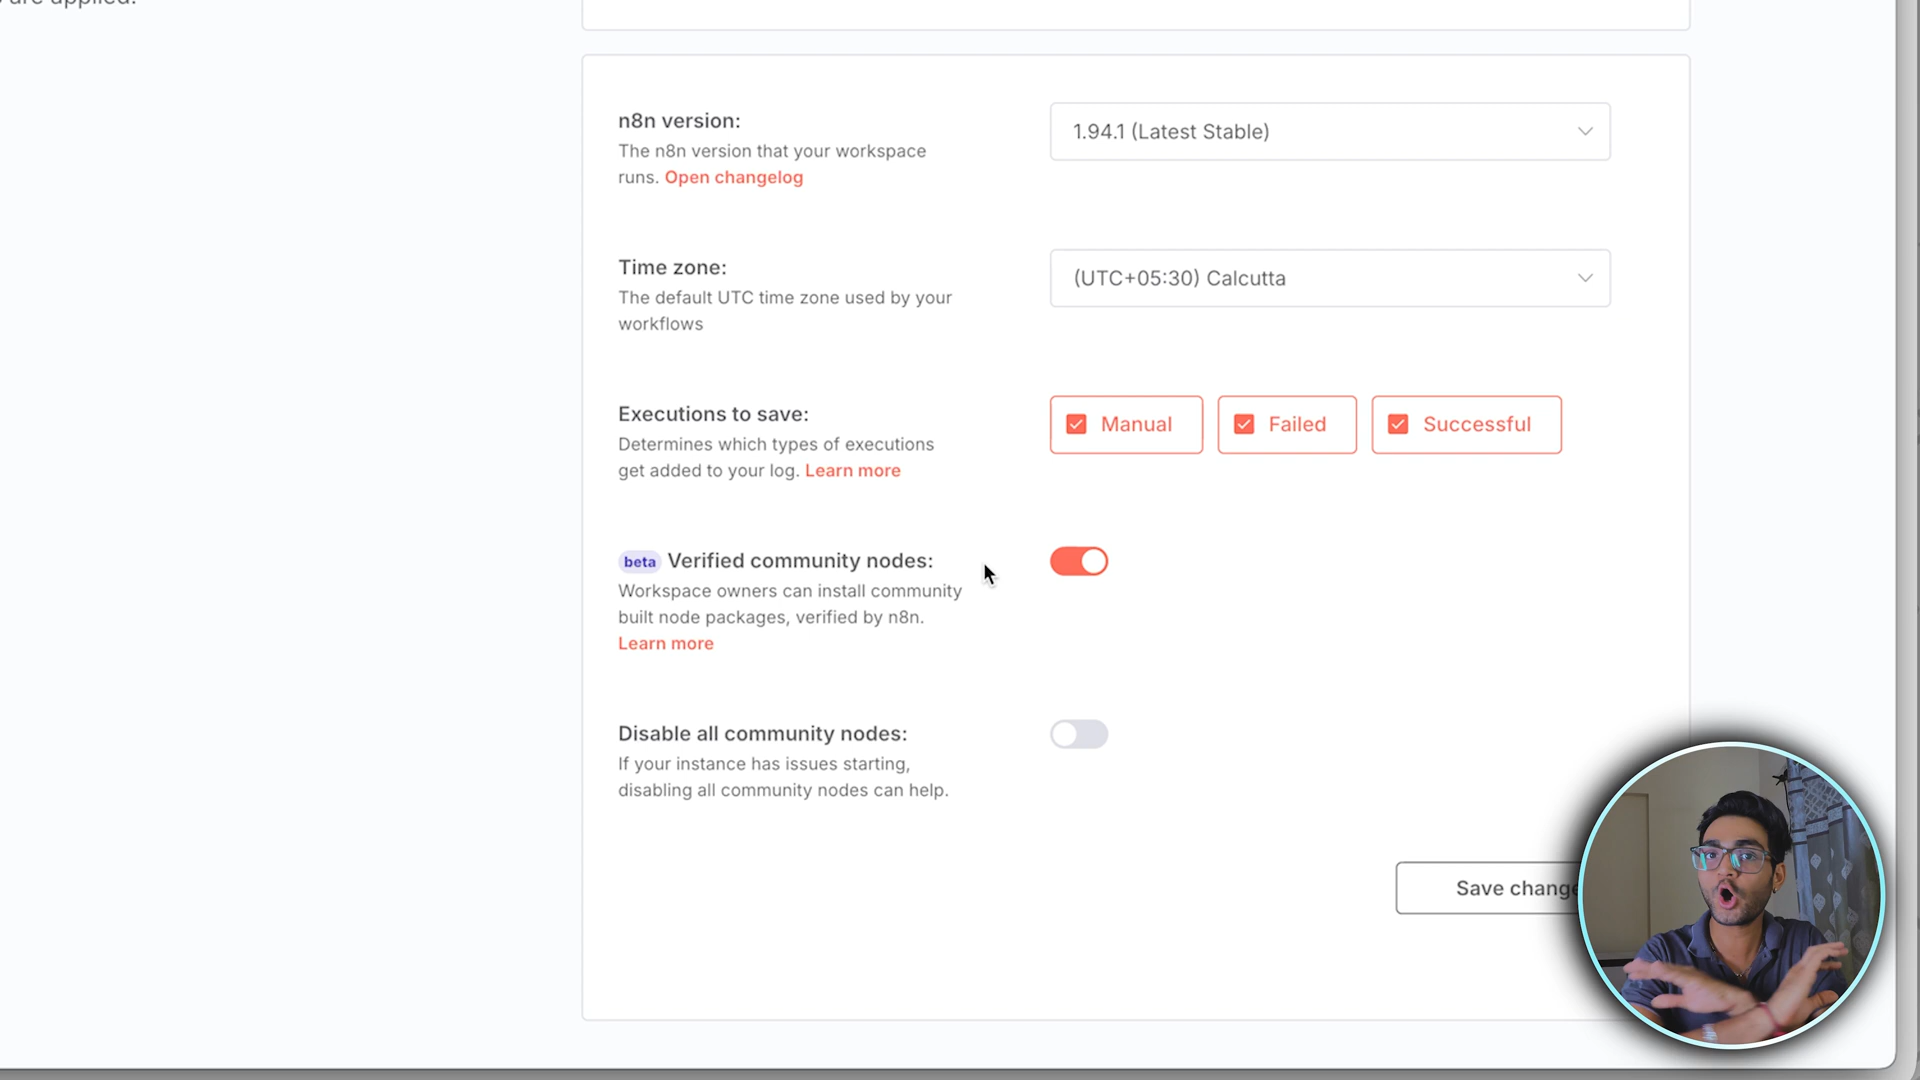 are applied.
n8n version:
The n8n version that your workspace
runs. Open changelog
1.94.1 (Latest Stable)
Time zone:
The default UTC time zone used by your
workflows
(UTC+05:30) Calcutta
Executions to save:
Determines which types of executions
get added to your log. Learn more
Manual
Failed
Successful
beta Verified community nodes:
Workspace owners can install community
built node packages, verified by n8n.
Learn more
Disable all community nodes:
If your instance has issues starting,
disabling all community nodes can help.
Save change